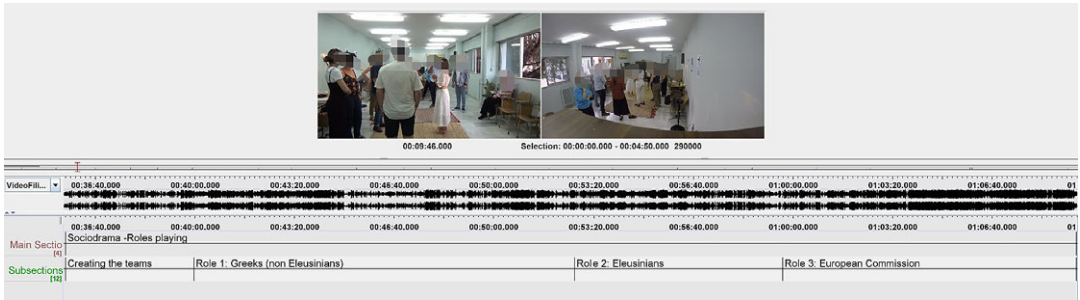 00:09:46.000 Selection: 00:00:00.000 - 00:04:50.000 290000
VideoFili... 00:36:40.000 00:40:00.000 00:43:20.000 00:46:40.000 00:50:00.000 00:53:20.000 00:56:40.000 01:00:00.000 01:03:20.000 01:06:40.000 01
00:36:40.000 00:40:00.000 00:43:20.000 00:46:40.000 00:50:00.000 00:53:20.000 00:56:40.000 01:00:00.000 01:03:20.000 01:06:40.000 01
Main Sectio Sociodrama -Roles playing
[4]
Subsections Creating the teams Role 1: Greeks (non Eleusinians) Role 2: Eleusinians Role 3: European Commission
[12]